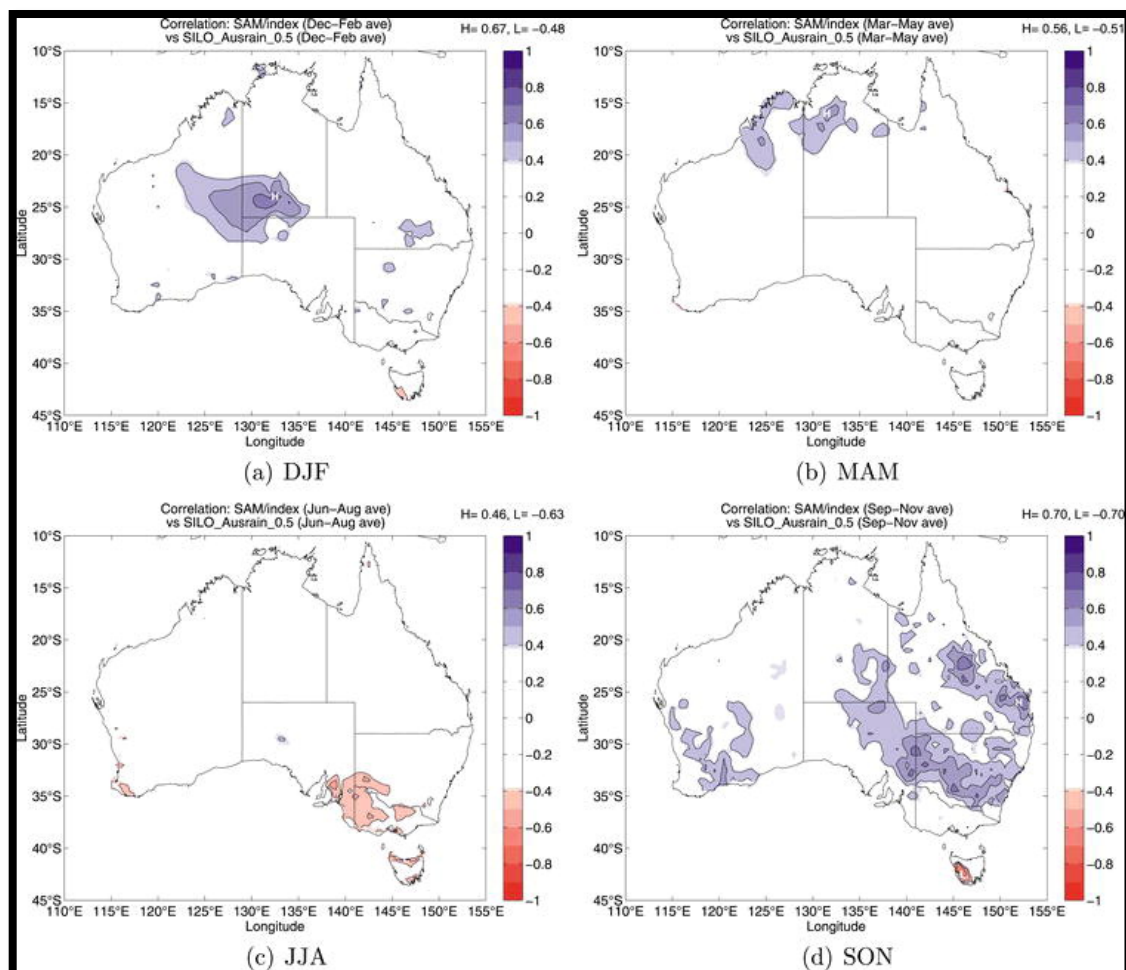 Correlation: SAM/index (Dec-Feb ave)
vs SILO_Ausrain_0.5 (Dec-Feb ave)
H= 0.67, L= -0.48
10°S
15°S
20°S
25°S
30°S
35°S
40°S
45°S
Latitude
H
110°E 115°E 120°E 125°E 130°E 135°E 140°E 145°E 150°E 155°E
Longitude
1
0.8
0.6
0.4
0.2
0
-0.2
-0.4
-0.6
-0.8
-1
(a) DJF
Correlation: SAM/index (Mar-May ave)
vs SILO_Ausrain_0.5 (Mar-May ave)
H= 0.56, L= -0.51
10°S
15°S
20°S
25°S
30°S
35°S
40°S
45°S
Latitude
H
110°E 115°E 120°E 125°E 130°E 135°E 140°E 145°E 150°E 155°E
Longitude
1
0.8
0.6
0.4
0.2
0
-0.2
-0.4
-0.6
-0.8
-1
(b) MAM
Correlation: SAM/index (Jun-Aug ave)
vs SILO_Ausrain_0.5 (Jun-Aug ave)
H= 0.46, L= -0.63
10°S
15°S
20°S
25°S
30°S
35°S
40°S
45°S
Latitude
110°E 115°E 120°E 125°E 130°E 135°E 140°E 145°E 150°E 155°E
Longitude
1
0.8
0.6
0.4
0.2
0
-0.2
-0.4
-0.6
-0.8
-1
(c) JJA
Correlation: SAM/index (Sep-Nov ave)
vs SILO_Ausrain_0.5 (Sep-Nov ave)
H= 0.70, L= -0.70
10°S
15°S
20°S
25°S
30°S
35°S
40°S
45°S
Latitude
H
110°E 115°E 120°E 125°E 130°E 135°E 140°E 145°E 150°E 155°E
Longitude
1
0.8
0.6
0.4
0.2
0
-0.2
-0.4
-0.6
-0.8
-1
(d) SON